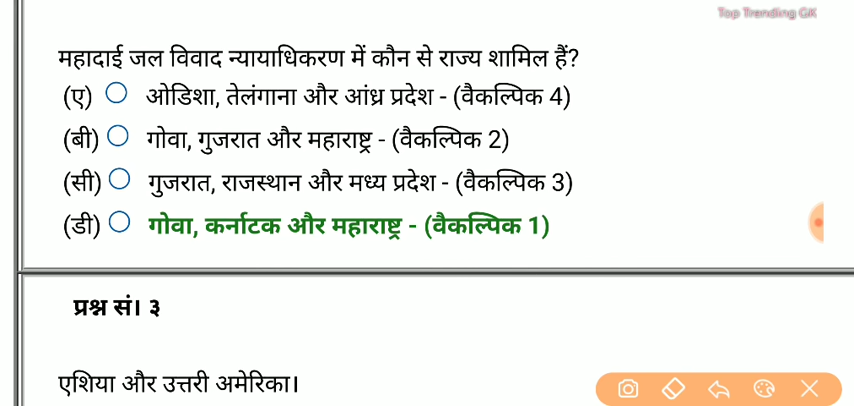 Top Trending GK
महादाई जल विवाद न्यायाधिकरण में कौन से राज्य शामिल हैं?
(ए) ओडिशा, तेलंगाना और आंध्र प्रदेश - (वैकल्पिक 4)
(बी) गोवा, गुजरात और महाराष्ट्र - (वैकल्पिक 2)
(सी) गुजरात, राजस्थान और मध्य प्रदेश - (वैकल्पिक 3)
(डी) गोवा, कर्नाटक और महाराष्ट्र - (वैकल्पिक 1)
प्रश्न सं। ३
एशिया और उत्तरी अमेरिका।